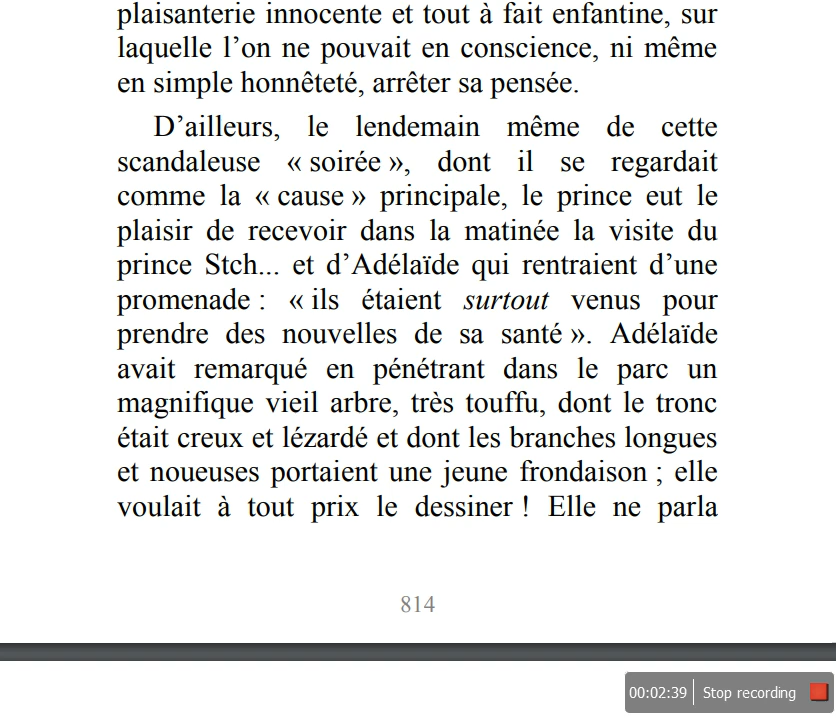 plaisanterie innocente et tout à fait enfantine, sur
laquelle l’on ne pouvait en conscience, ni même
en simple honnêteté, arrêter sa pensée.
D’ailleurs, le lendemain même de cette
scandaleuse « soirée », dont il se regardait
comme la « cause » principale, le prince eut le
plaisir de recevoir dans la matinée la visite du
prince Stch... et d’Adélaïde qui rentraient d’une
promenade : « ils étaient surtout venus pour
prendre des nouvelles de sa santé ». Adélaïde
avait remarqué en pénétrant dans le parc un
magnifique vieil arbre, très touffu, dont le tronc
était creux et lézardé et dont les branches longues
et noueuses portaient une jeune frondaison ; elle
voulait à tout prix le dessiner ! Elle ne parla
814
00:02:39 Stop recording